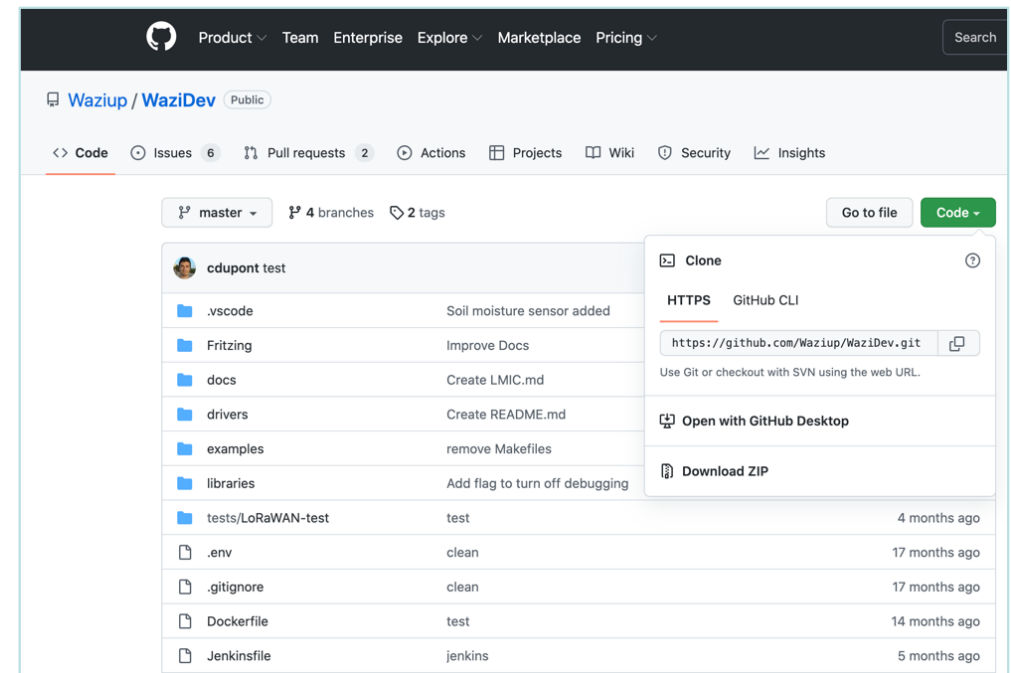 Product Team Enterprise Explore Marketplace Pricing Search
Waziup / WaziDev Public
<> Code Issues 6 Pull requests 2 Actions Projects Wiki Security Insights
master 4 branches 2 tags Go to file Code
cdupont test
Clone
HTTPS GitHub CLI
https://github.com/Waziup/WaziDev.git
Use Git or checkout with SVN using the web URL.
Open with GitHub Desktop
Download ZIP
.vscode Soil moisture sensor added
Fritzing Improve Docs
docs Create LMIC.md
drivers Create README.md
examples remove Makefiles
libraries Add flag to turn off debugging
tests/LoRaWAN-test test 4 months ago
.env clean 17 months ago
.gitignore clean 17 months ago
Dockerfile test 14 months ago
Jenkinsfile jenkins 5 months ago